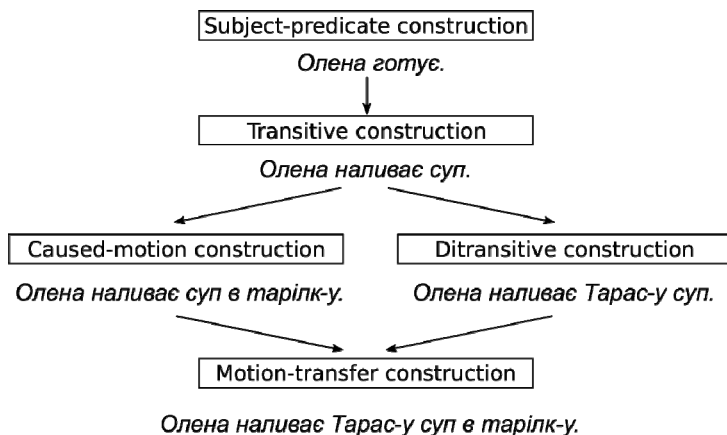 Subject-predicate construction
Олена готує.
Transitive construction
Олена наливає суп.
Caused-motion construction
Ditransitive construction
Олена наливає суп в тарілк-у.
Олена наливає Тарас-у суп.
Motion-transfer construction
Олена наливає Тарас-у суп в тарілк-у.